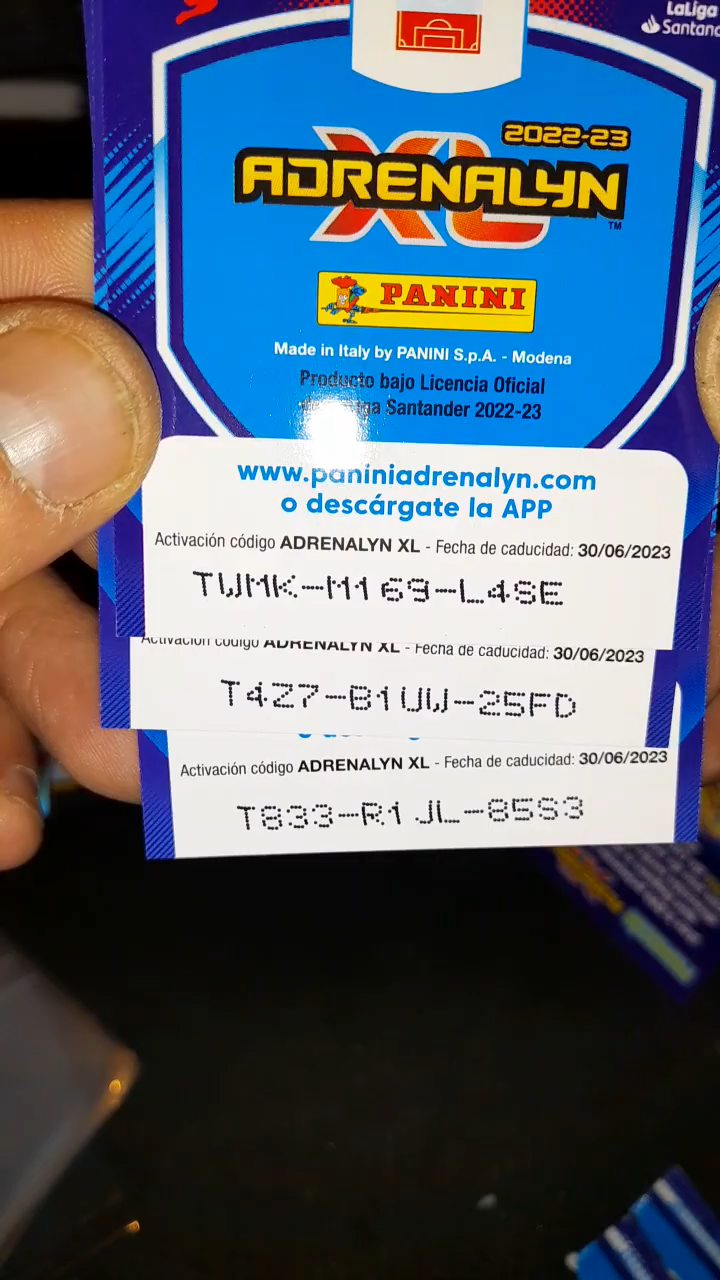 LaLiga
Santand
2022-23
ADRENALYN
XL™
PANINI
Made in Italy by PANINI S.p.A. - Modena
Producto bajo Licencia Oficial
Santander 2022-23
www.paniniadrenalyn.com
o descárgate la APP
Activación código ADRENALYN XL - Fecha de caducidad: 30/06/2023
TWMK-M169-L4SE
Activación código ADRENALYN XL - Fecha de caducidad: 30/06/2023
T4Z7-B1UW-25FD
Activación código ADRENALYN XL - Fecha de caducidad: 30/06/2023
T833-R1JL-85S3